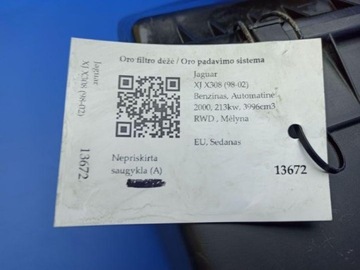 Oro filtro dežė / Oro padavimo sistema
Jaguar
XJ X308 (98-02)
Benzinas, Automatinė
2000, 213kw, 3996cm3
RWD , Mėlyna
EU, Sedanas
Nepriskirta
saugykla (A)
13672
Jaguar
XJ X308 (98-02)
13672